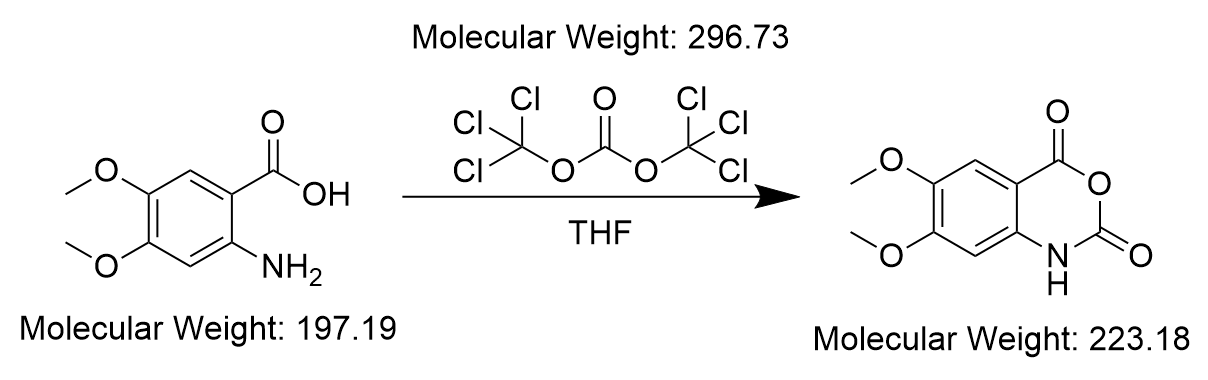 Molecular Weight: 296.73
Cl O Cl
Cl Cl
Cl O O Cl
O O
O OH O O
THF
O NH2 O N O
H
Molecular Weight: 197.19
Molecular Weight: 223.18